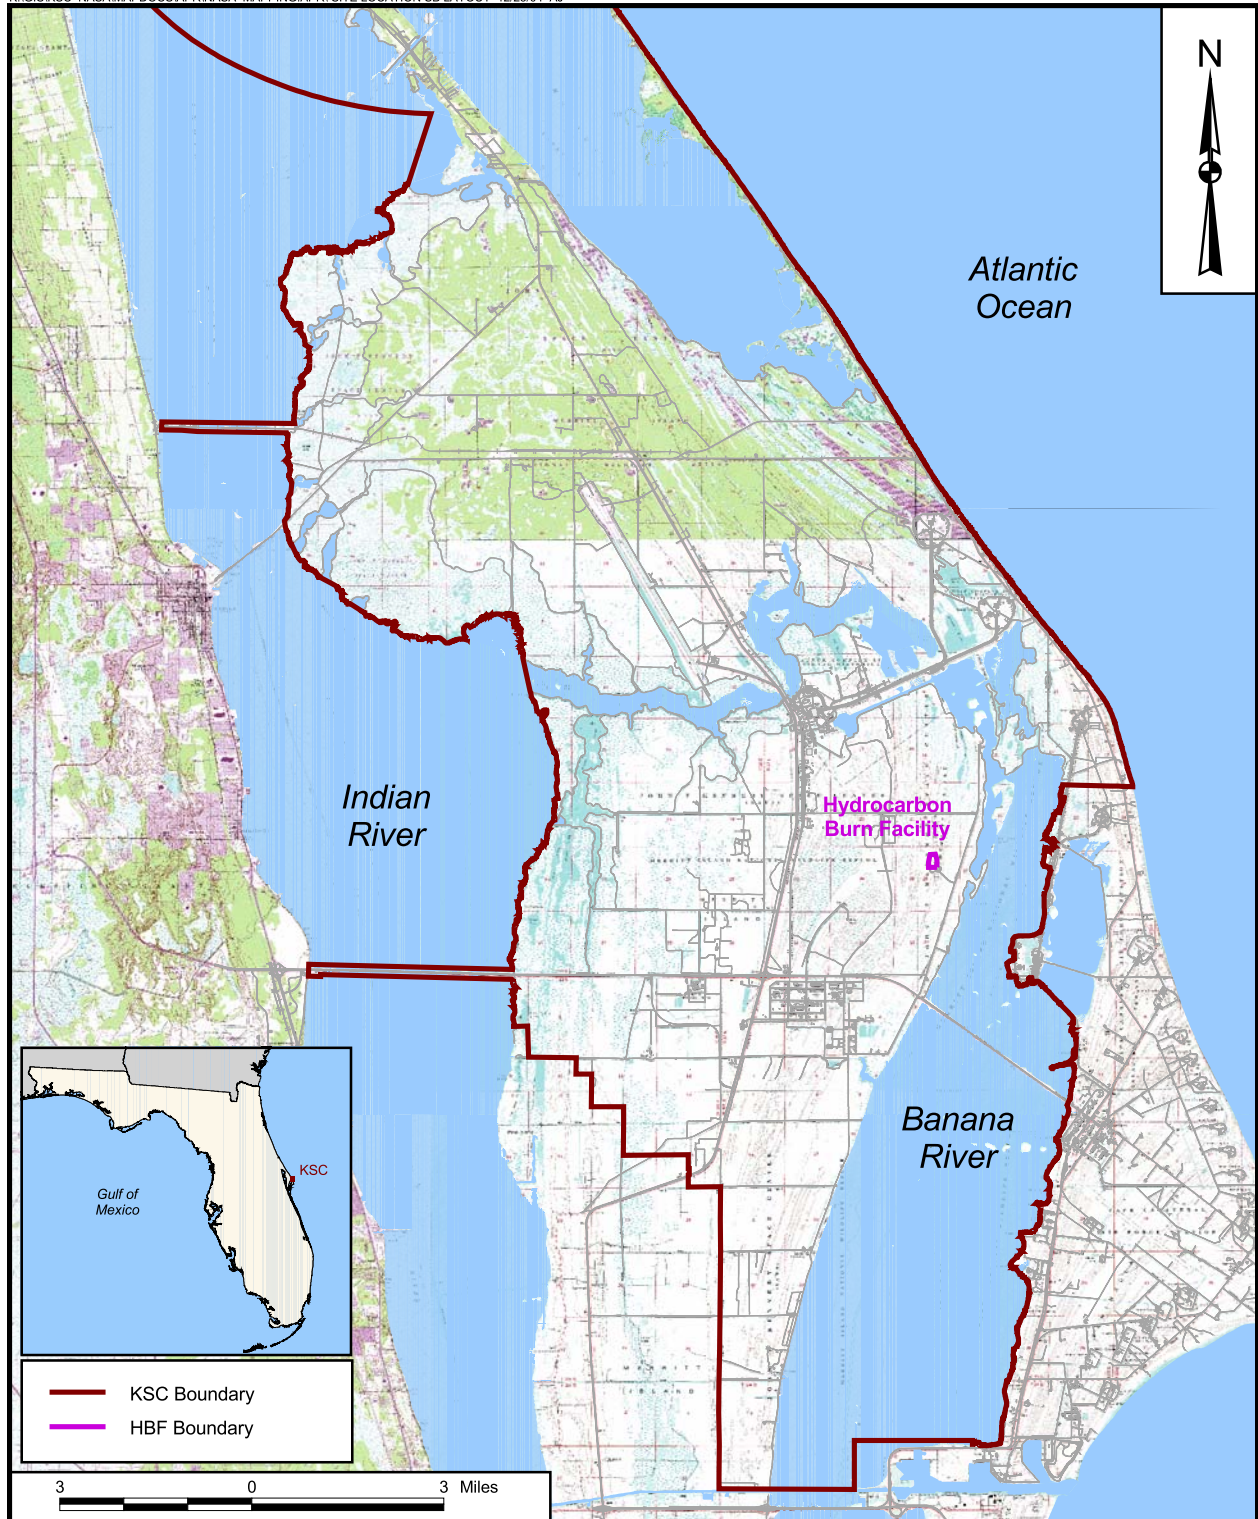 N
Atlantic
Ocean
Indian
River
Hydrocarbon
Burn Facility
Banana
River
KSC
Gulf of
Mexico
KSC Boundary
HBF Boundary
3 0 3 Miles